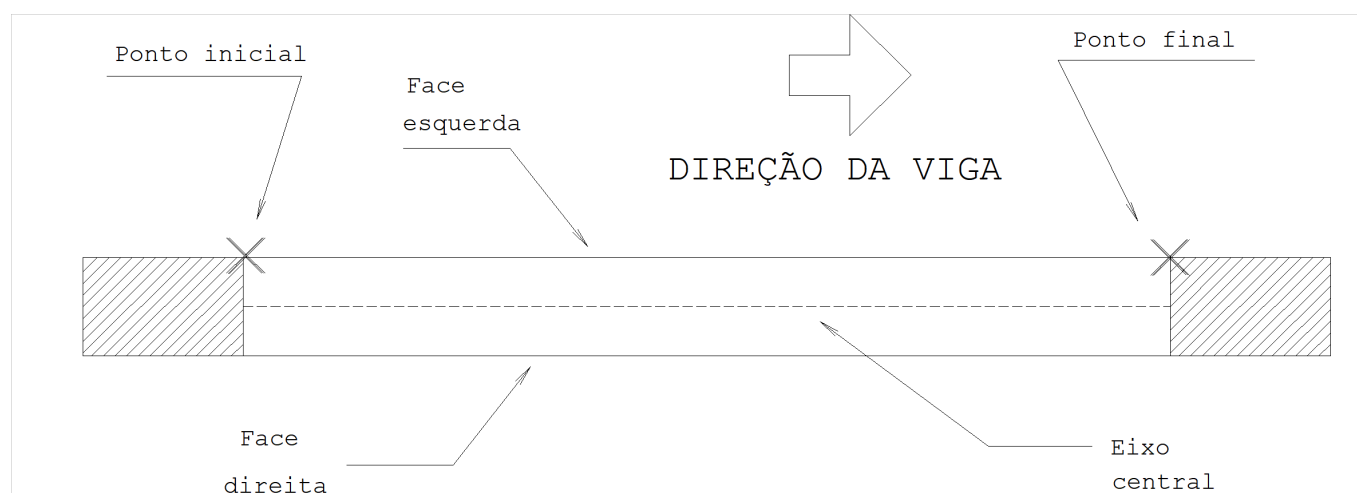 Ponto inicial
Ponto final
Face
esquerda
DIREÇÃO DA VIGA
Face
direita
Eixo
central